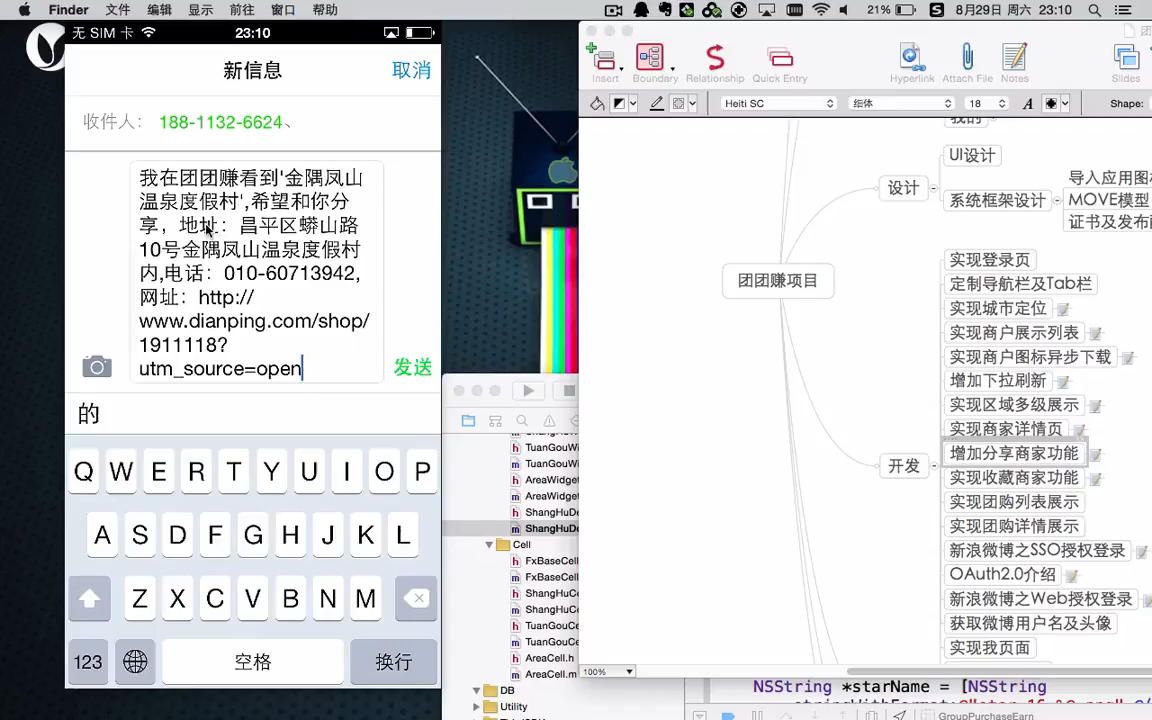 Finder 文件 编辑 显示 前往 窗口 帮助
21% 8月29日 周六 23:10
无 SIM 卡 23:10
新信息 取消
收件人： 188-1132-6624、
我在团团赚看到'金隅凤山
温泉度假村',希望和你分
享，地址：昌平区蟒山路
10号金隅凤山温泉度假村
内,电话：010-60713942,
网址：http://
www.dianping.com/shop/
1911118?
utm_source=open
发送
的
Q W E R T Y U I O P
A S D F G H J K L
Z X C V B N M
123 空格 换行
TuanGouWi
TuanGouWi
AreaWidget
AreaWidget
ShangHuDe
ShangHuDe
Cell
FxBaseCell
FxBaseCell
ShangHuCe
ShangHuCe
TuanGouCe
TuanGouCe
AreaCell.h
AreaCell.m
DB
Utility
Insert Boundary Relationship Quick Entry Hyperlink Attach File Notes Slides
Heiti SC 细体 18 A Shape:
我的
UI设计
设计
系统框架设计
导入应用图标
MOVE模型
证书及发布
团团赚项目
实现登录页
定制导航栏及Tab栏
实现城市定位
实现商户展示列表
实现商户图标异步下载
增加下拉刷新
实现区域多级展示
实现商家详情页
增加分享商家功能
开发
实现收藏商家功能
实现团购列表展示
实现团购详情展示
新浪微博之SSO授权登录
OAuth2.0介绍
新浪微博之Web授权登录
获取微博用户名及头像
实现我页面
100%
NSString *starName = [NSString
GroupPurchaseEarn